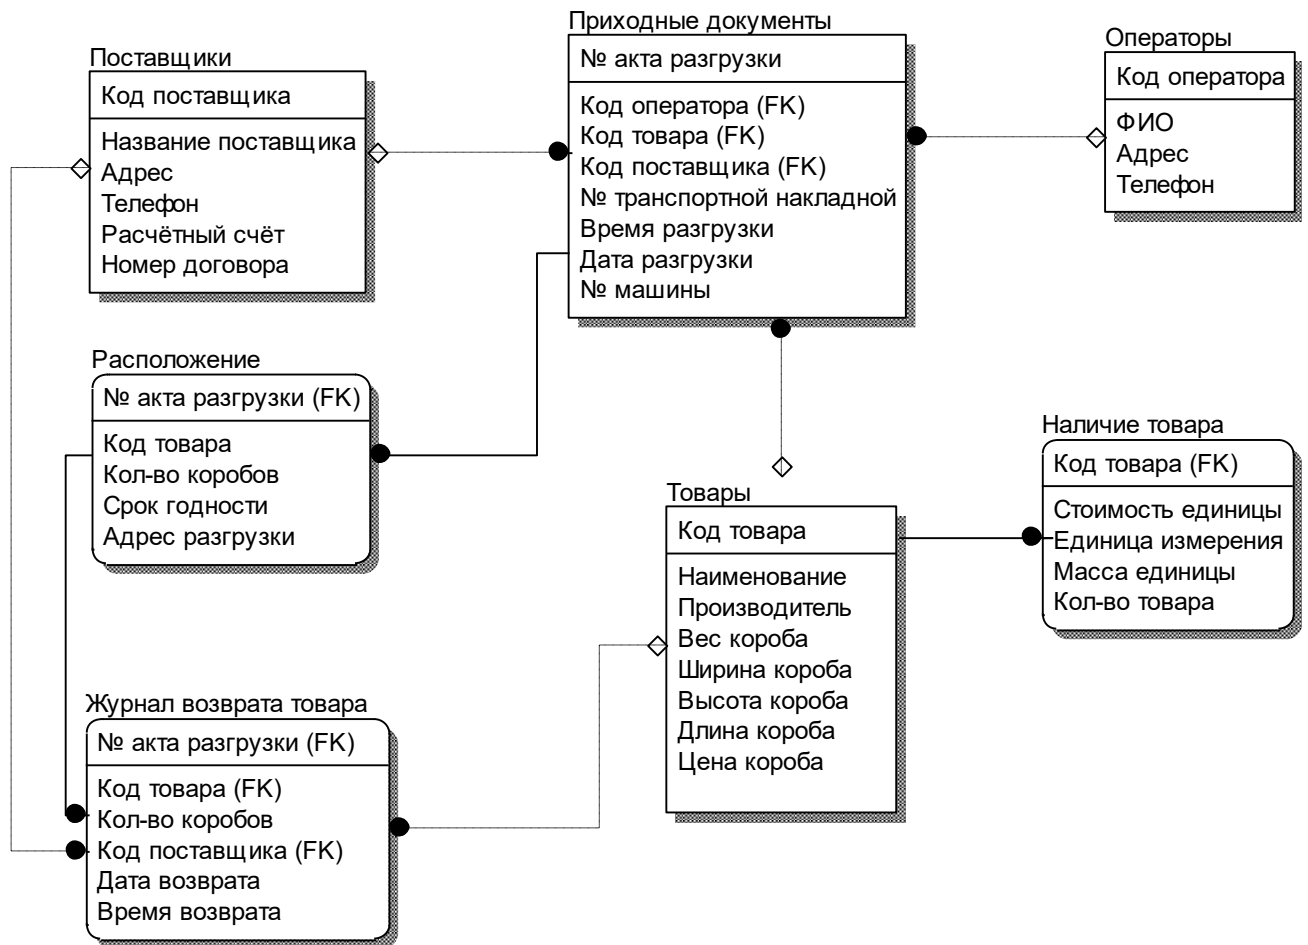 Поставщики
Код поставщика
Название поставщика
Адрес
Телефон
Расчётный счёт
Номер договора
Приходные документы
№ акта разгрузки
Код оператора (FK)
Код товара (FK)
Код поставщика (FK)
№ транспортной накладной
Время разгрузки
Дата разгрузки
№ машины
Операторы
Код оператора
ФИО
Адрес
Телефон
Расположение
№ акта разгрузки (FK)
Код товара
Кол-во коробов
Срок годности
Адрес разгрузки
Товары
Код товара
Наименование
Производитель
Вес короба
Ширина короба
Высота короба
Длина короба
Цена короба
Наличие товара
Код товара (FK)
Стоимость единицы
Единица измерения
Масса единицы
Кол-во товара
Журнал возврата товара
№ акта разгрузки (FK)
Код товара (FK)
Кол-во коробов
Код поставщика (FK)
Дата возврата
Время возврата